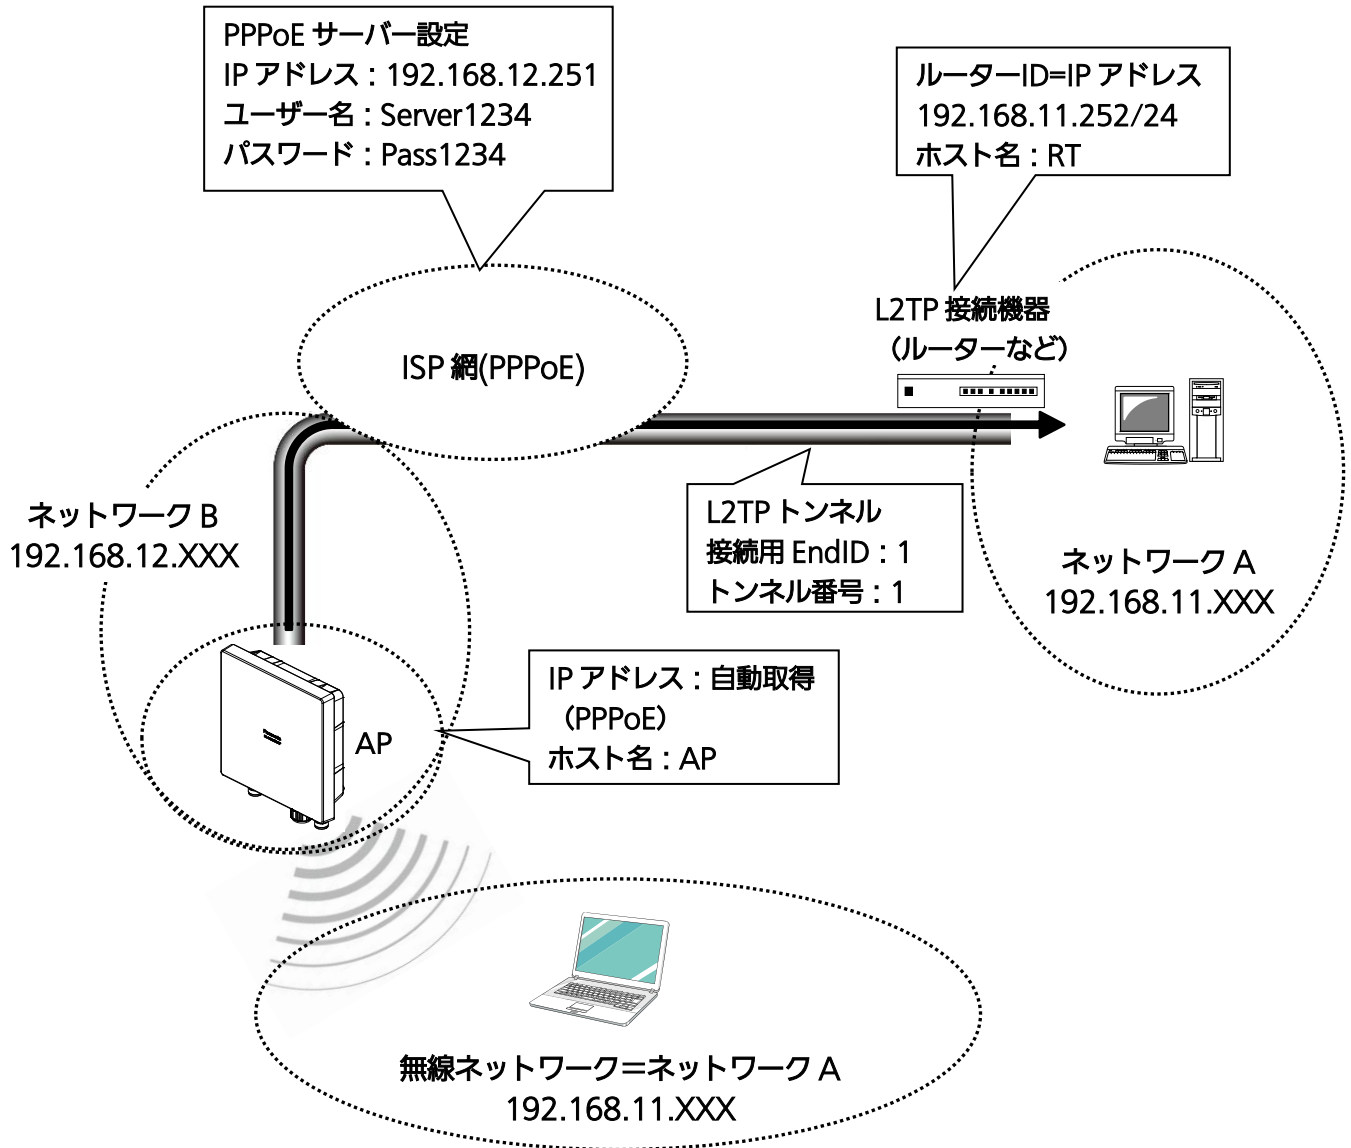 PPPoE サーバー設定
IP アドレス：192.168.12.251
ユーザー名：Server1234
パスワード：Pass1234
ルーターID=IP アドレス
192.168.11.252/24
ホスト名：RT
L2TP 接続機器
（ルーターなど）
ISP 網(PPPoE)
L2TP トンネル
接続用 EndID：1
トンネル番号：1
ネットワーク B
192.168.12.XXX
ネットワーク A
192.168.11.XXX
IP アドレス：自動取得
（PPPoE）
ホスト名：AP
AP
無線ネットワーク＝ネットワーク A
192.168.11.XXX